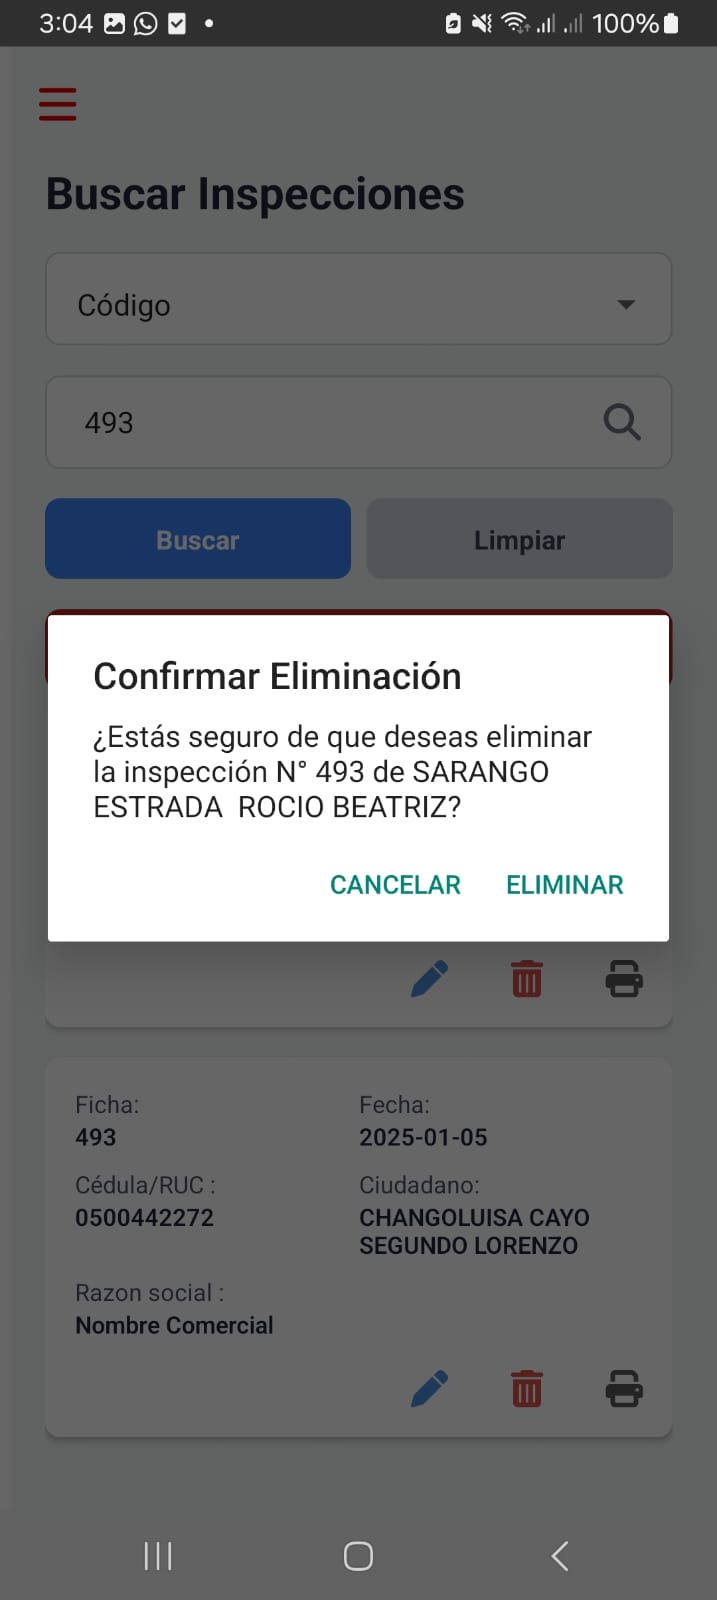 3:04
100%
Buscar Inspecciones
Código
493
Buscar
Limpiar
Confirmar Eliminación
¿Estás seguro de que deseas eliminar
la inspección N° 493 de SARANGO
ESTRADA  ROCIO BEATRIZ?
CANCELAR
ELIMINAR
Ficha:
493
Fecha:
2025-01-05
Cédula/RUC :
0500442272
Ciudadano:
CHANGOLUISA CAYO
SEGUNDO LORENZO
Razon social :
Nombre Comercial